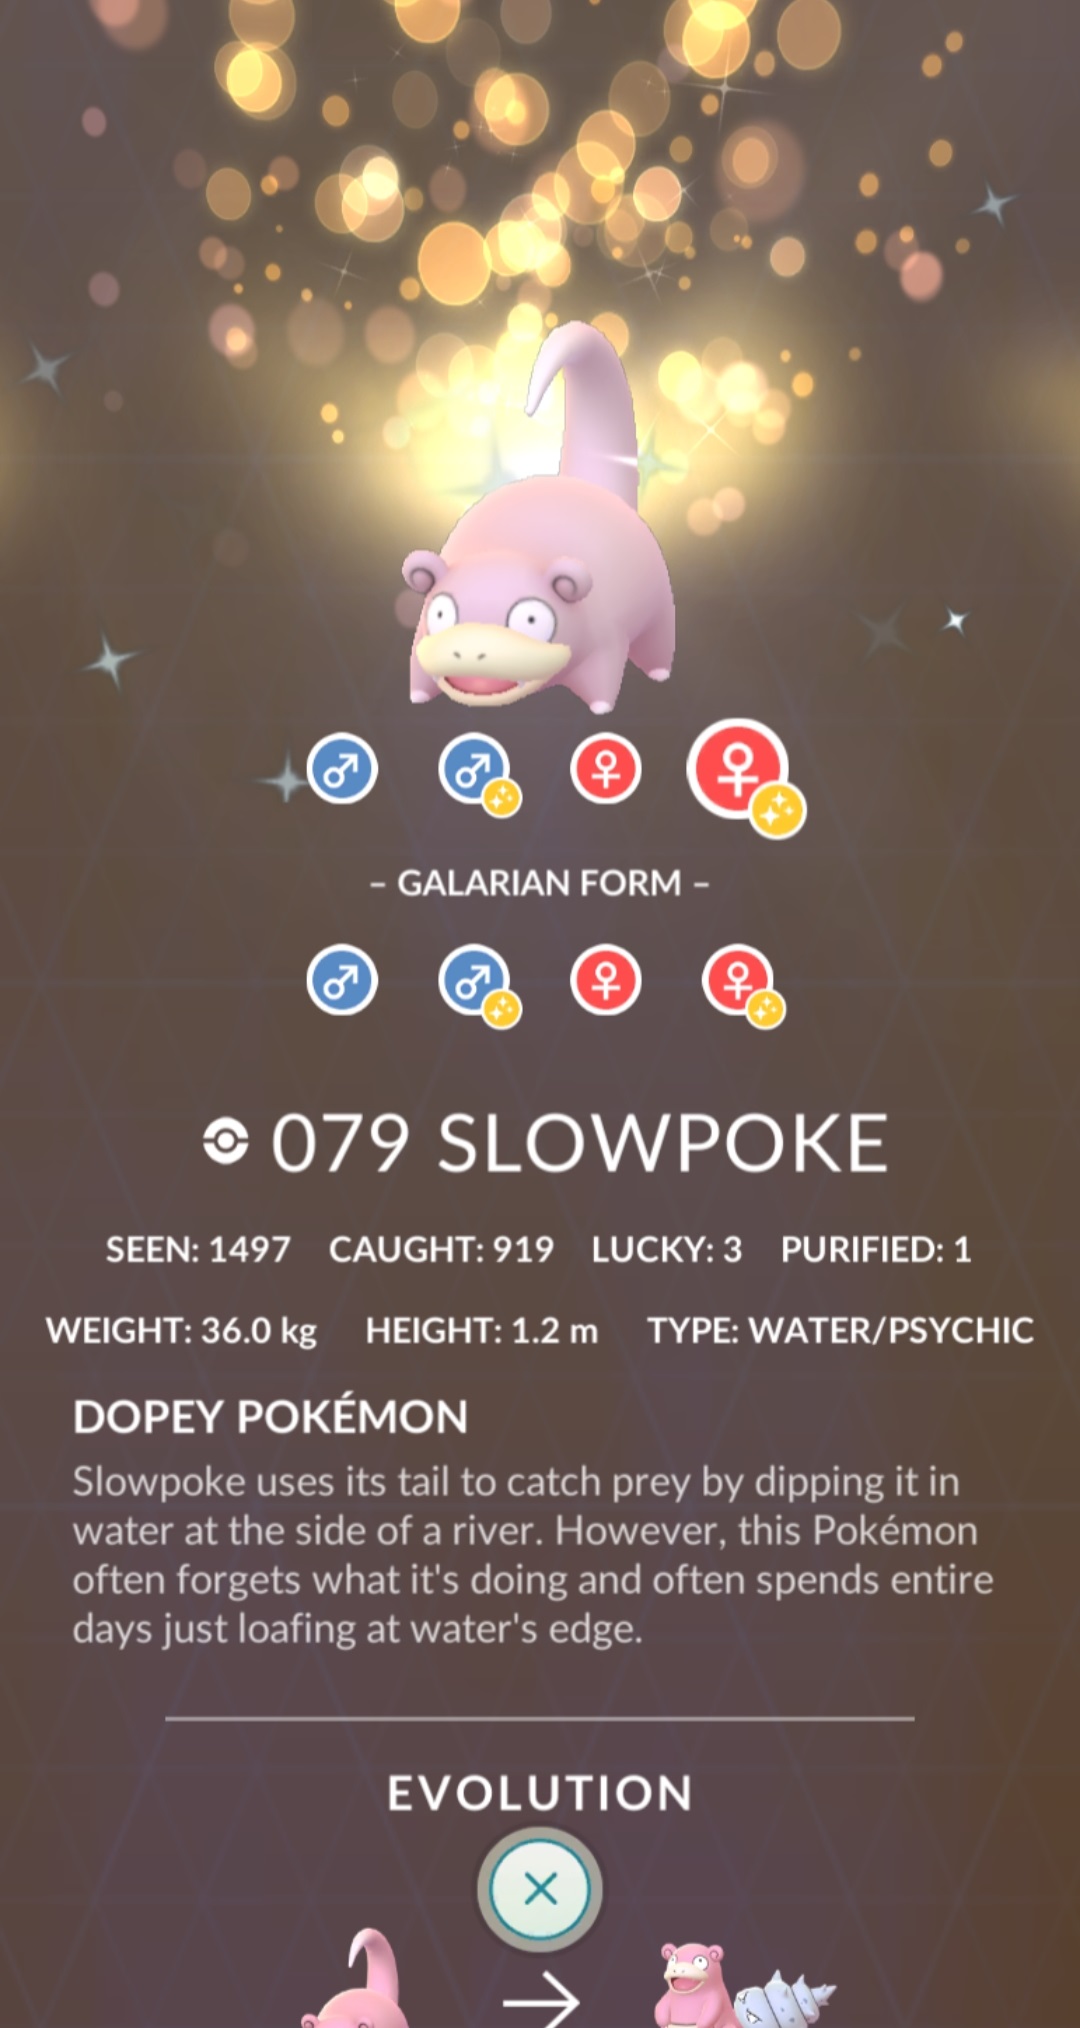 – GALARIAN FORM –
079 SLOWPOKE
SEEN: 1497 CAUGHT: 919 LUCKY: 3 PURIFIED: 1
WEIGHT: 36.0 kg HEIGHT: 1.2 m TYPE: WATER/PSYCHIC
DOPEY POKÉMON
Slowpoke uses its tail to catch prey by dipping it in
water at the side of a river. However, this Pokémon
often forgets what it's doing and often spends entire
days just loafing at water's edge.
EVOLUTION